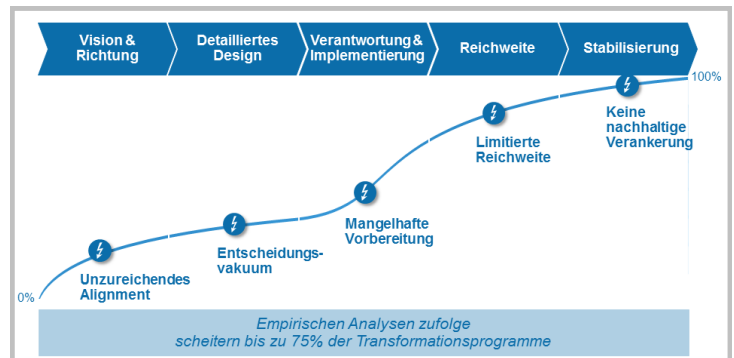 Vision &
Richtung
Detailliertes
Design
Verantwortung &
Implementierung
Reichweite
Stabilisierung
100%
Keine
nachhaltige
Verankerung
Limitierte
Reichweite
Mangelhafte
Vorbereitung
Entscheidungs-
vakuum
Unzureichendes
Alignment
0%
Empirischen Analysen zufolge
scheitern bis zu 75% der Transformationsprogramme